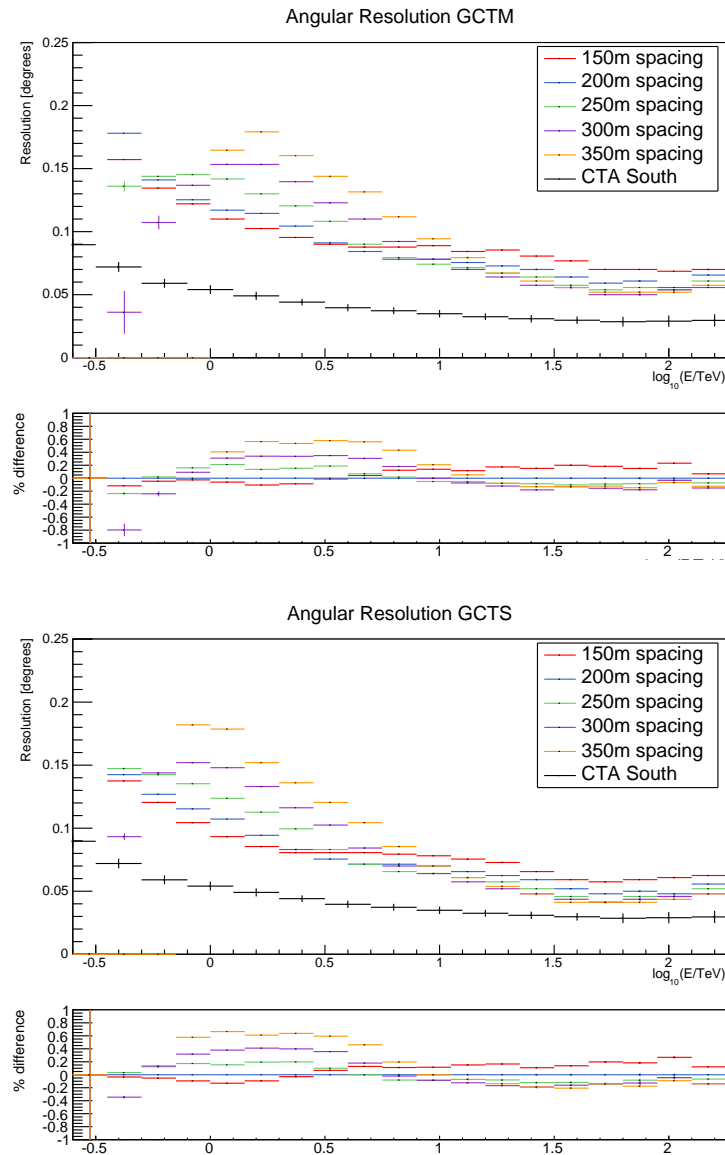 Angular Resolution GCTM
Resolution [degrees]
0.25
0.2
0.15
0.1
0.05
0
150m spacing
200m spacing
250m spacing
300m spacing
350m spacing
CTA South
-0.5 0 0.5 1 1.5 2
log10(E/TeV)
% difference
1
0.8
0.6
0.4
0.2
0
-0.2
-0.4
-0.6
-0.8
-1
-0.5 0 0.5 1 1.5 2
Angular Resolution GCTS
Resolution [degrees]
0.25
0.2
0.15
0.1
0.05
0
150m spacing
200m spacing
250m spacing
300m spacing
350m spacing
CTA South
-0.5 0 0.5 1 1.5 2
log10(E/TeV)
% difference
1
0.8
0.6
0.4
0.2
0
-0.2
-0.4
-0.6
-0.8
-1
-0.5 0 0.5 1 1.5 2